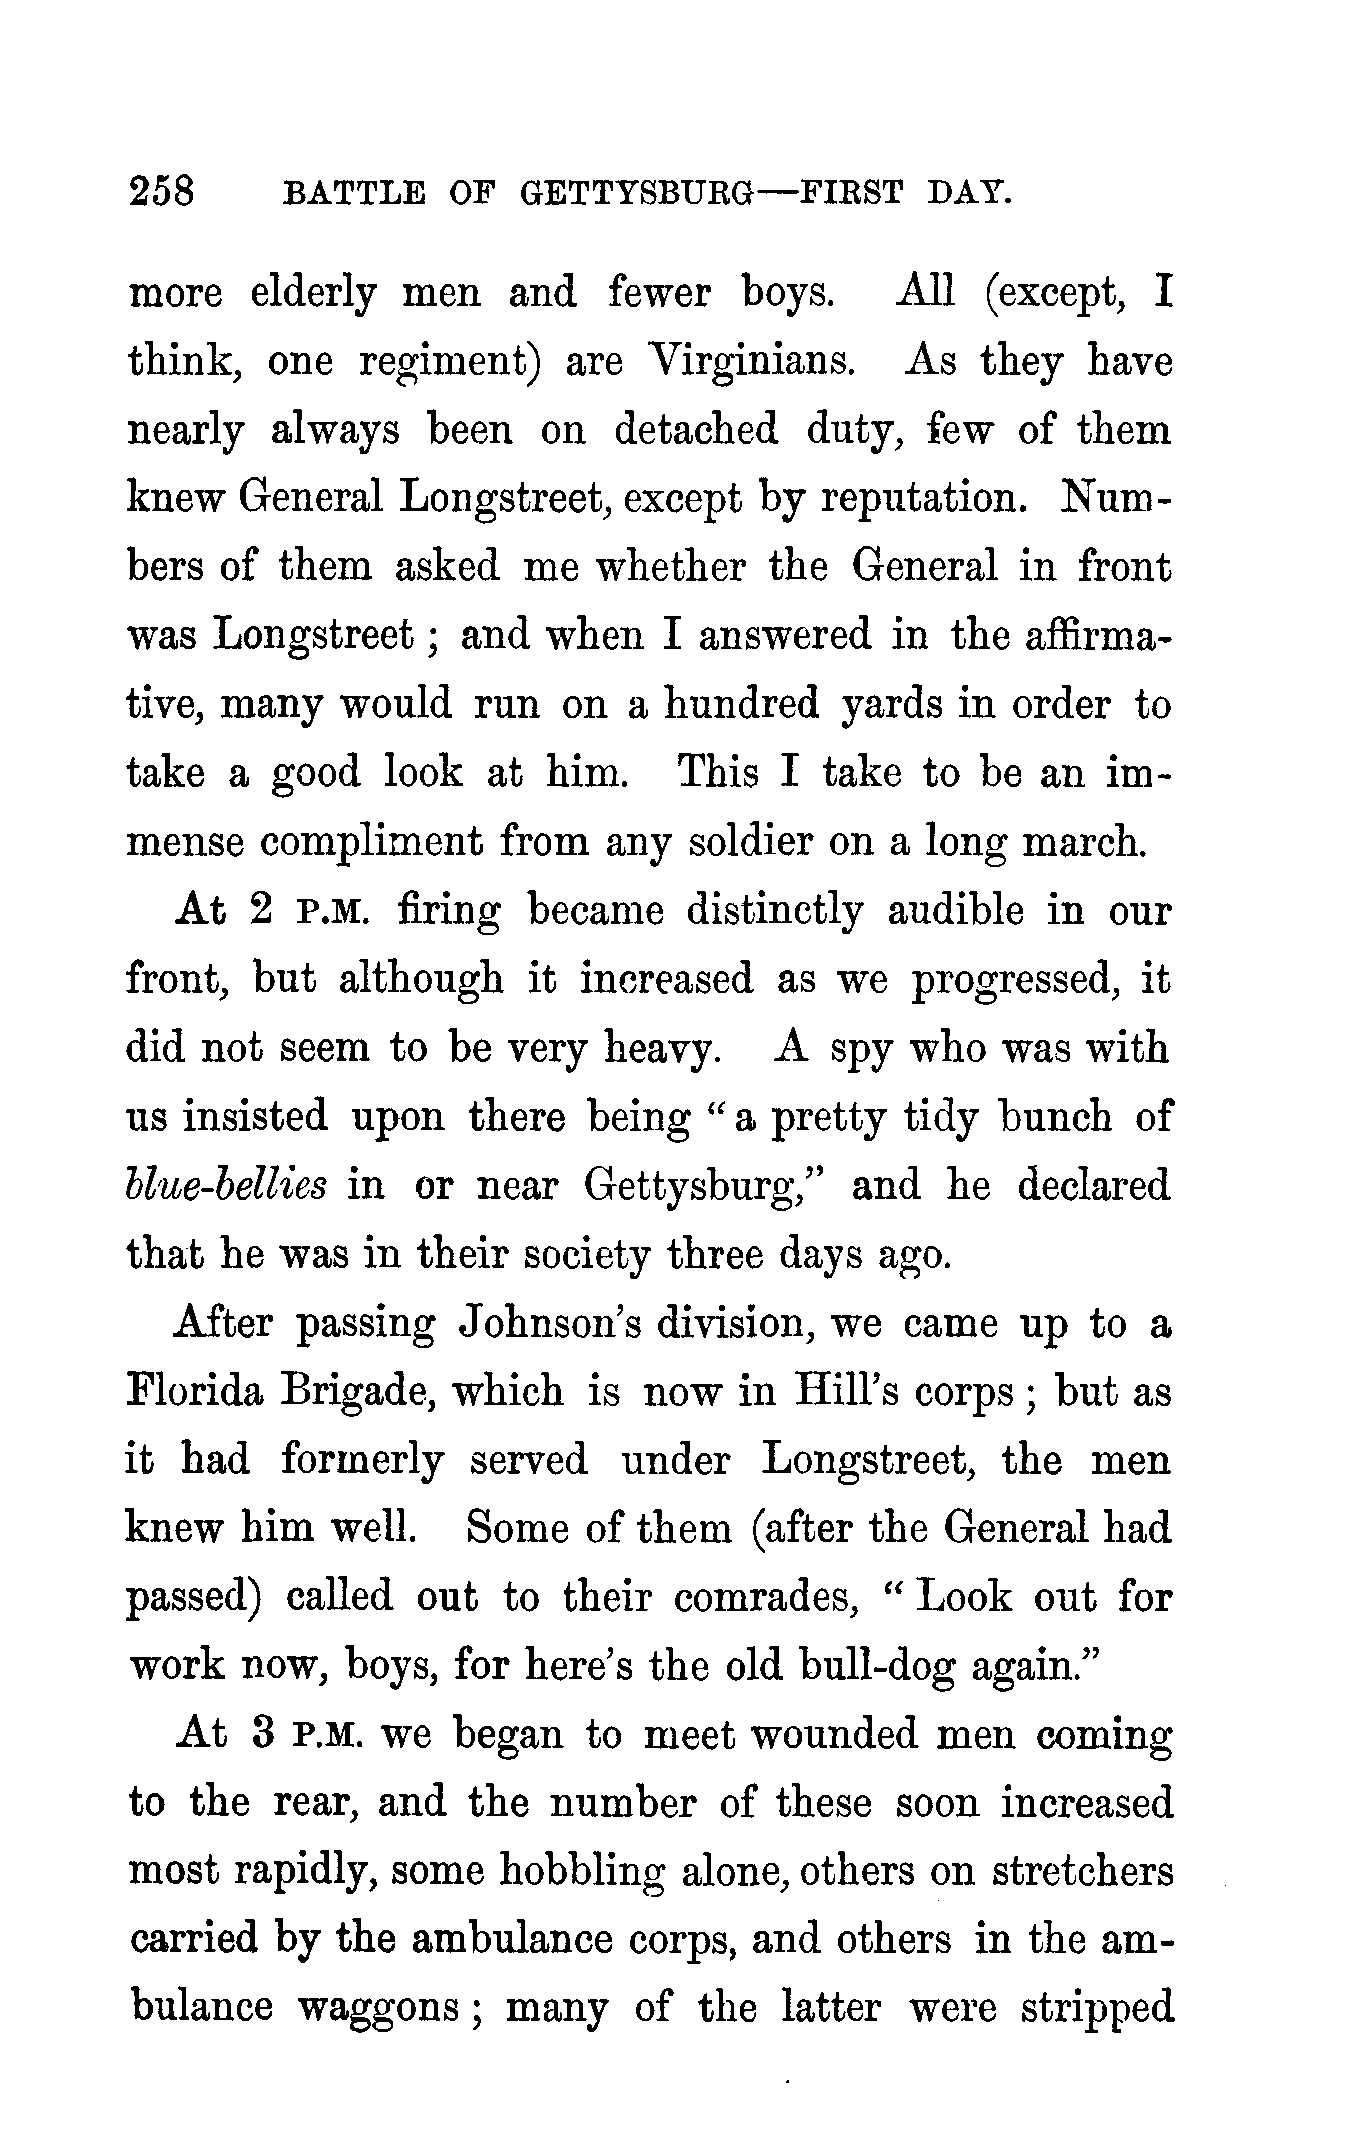 258 BATTLE OF GETTYSBURG—FIRST DAY.
more elderly men and fewer boys. All (except, I
think, one regiment) are Virginians. As they have
nearly always been on detached duty, few of them
knew General Longstreet, except by reputation. Num-
bers of them asked me whether the General in front
was Longstreet ; and when I answered in the affirma-
tive, many would run on a hundred yards in order to
take a good look at him. This I take to be an im-
mense compliment from any soldier on a long march.
At 2 P.M. firing became distinctly audible in our
front, but although it increased as we progressed, it
did not seem to be very heavy. A spy who was with
us insisted upon there being “ a pretty tidy bunch of
blue-bellies in or near Gettysburg,” and he declared
that he was in their society three days ago.
After passing Johnson’s division, we came up to a
Florida Brigade, which is now in Hill’s corps ; but as
it had formerly served under Longstreet, the men
knew him well. Some of them (after the General had
passed) called out to their comrades, “ Look out for
work now, boys, for here’s the old bull-dog again.”
At 3 P.M. we began to meet wounded men coming
to the rear, and the number of these soon increased
most rapidly, some hobbling alone, others on stretchers
carried by the ambulance corps, and others in the am-
bulance waggons ; many of the latter were stripped